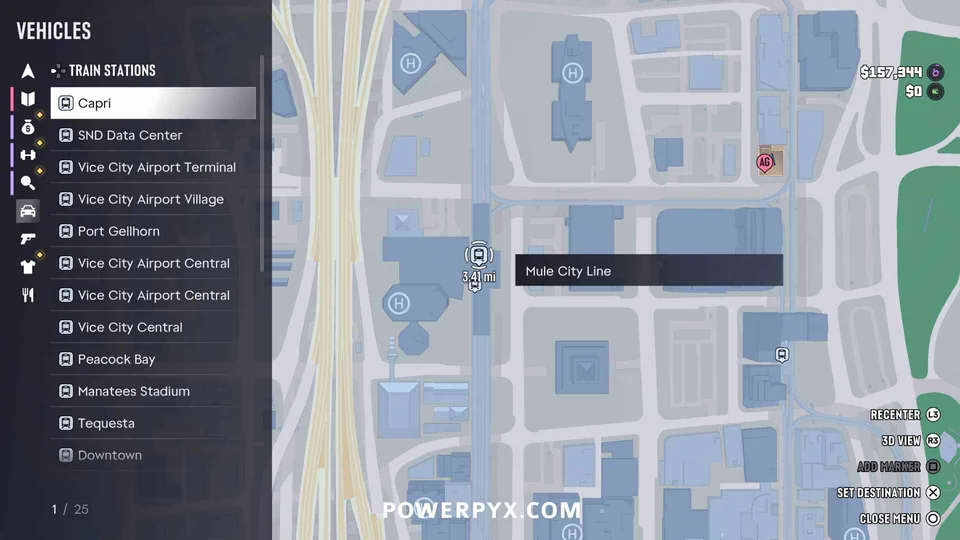 VEHICLES
TRAIN STATIONS
Capri
SND Data Center
Vice City Airport Terminal
Vice City Airport Village
Port Gellhorn
Vice City Airport Central
Vice City Airport Central
Vice City Central
Peacock Bay
Manatees Stadium
Tequesta
Downtown
1 / 25
H
H
AG
3.41 mi
Mule City Line
H
$157,344
$0
RECENTER L3
3D VIEW R3
ADD MARKER
SET DESTINATION
CLOSE MENU
H
H
H
POWERPYX.COM